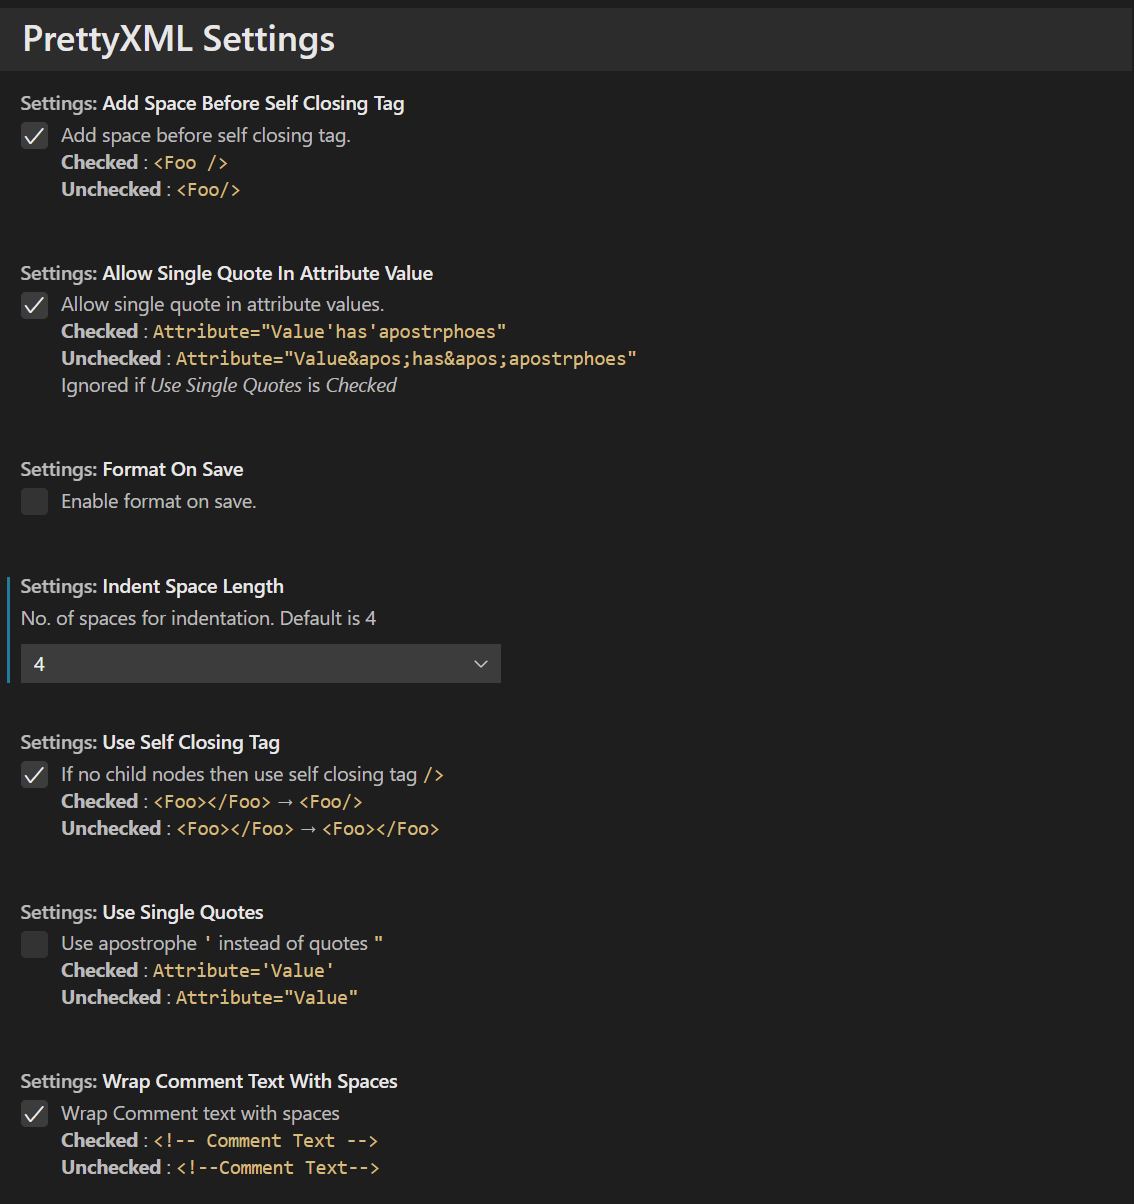 PrettyXML Settings
Settings: Add Space Before Self Closing Tag
Add space before self closing tag.
Checked : <Foo />
Unchecked : <Foo/>
Settings: Allow Single Quote In Attribute Value
Allow single quote in attribute values.
Checked : Attribute="Value'has'apostrphoes"
Unchecked : Attribute="Value&apos;has&apos;apostrphoes"
Ignored if Use Single Quotes is Checked
Settings: Format On Save
Enable format on save.
Settings: Indent Space Length
No. of spaces for indentation. Default is 4
4
Settings: Use Self Closing Tag
If no child nodes then use self closing tag />
Checked : <Foo></Foo> → <Foo/>
Unchecked : <Foo></Foo> → <Foo></Foo>
Settings: Use Single Quotes
Use apostrophe ' instead of quotes "
Checked : Attribute='Value'
Unchecked : Attribute="Value"
Settings: Wrap Comment Text With Spaces
Wrap Comment text with spaces
Checked : <!-- Comment Text -->
Unchecked : <!--Comment Text-->